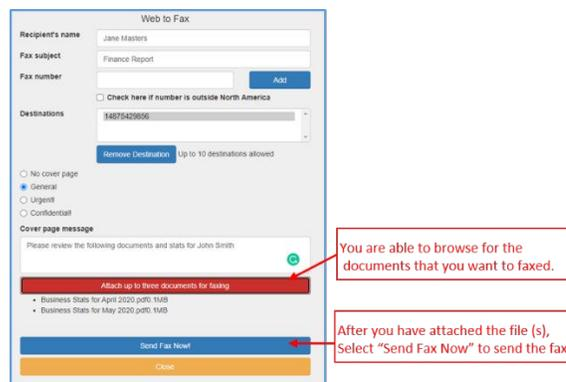 Web to Fax
Recipient's name
Jane Masters
Fax subject
Finance Report
Fax number
Add
Check here if number is outside North America
Destinations
14875429856
Remove Destination Up to 10 destinations allowed
No cover page
General
Urgent!
Confidential!
Cover page message
Please review the following documents and stats for John Smith
Attach up to three documents for faxing
Business Stats for April 2020.pdf0.1MB
Business Stats for May 2020.pdf0.1MB
Send Fax Now!
Close
You are able to browse for the
documents that you want to faxed.
After you have attached the file (s),
Select “Send Fax Now” to send the fax